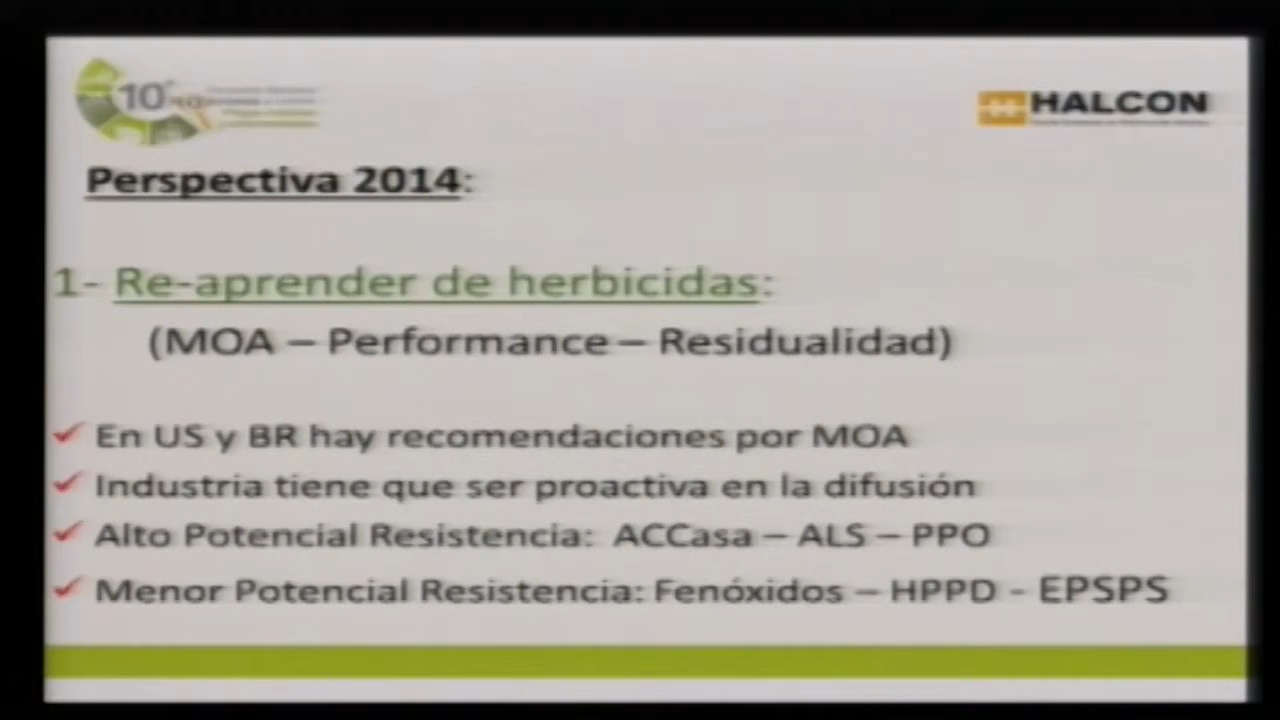 10°
HALCON
Perspectiva 2014:
1- Re-aprender de herbicidas:
(MOA – Performance – Residualidad)
✓ En US y BR hay recomendaciones por MOA
✓ Industria tiene que ser proactiva en la difusión
✓ Alto Potencial Resistencia: ACCasa – ALS – PPO
✓ Menor Potencial Resistencia: Fenóxidos – HPPD - EPSPS